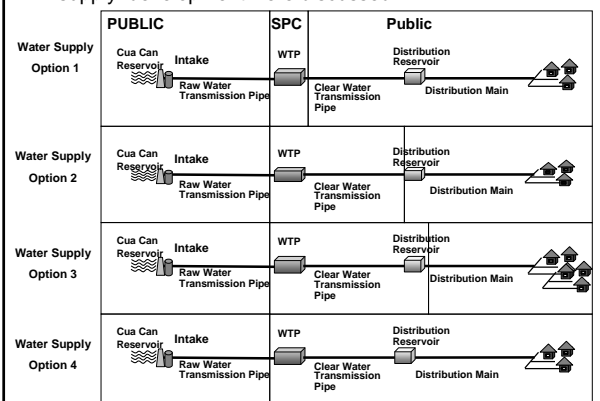 PUBLIC SPC Public
Water Supply
Option 1
Cua Can
Reservoir
Intake
Raw Water
Transmission Pipe
WTP
Clear Water
Transmission
Pipe
Distribution
Reservoir
Distribution Main
Water Supply
Option 2
Cua Can
Reservoir
Intake
Raw Water
Transmission Pipe
WTP
Clear Water
Transmission
Pipe
Distribution
Reservoir
Distribution Main
Water Supply
Option 3
Cua Can
Reservoir
Intake
Raw Water
Transmission Pipe
WTP
Clear Water
Transmission
Pipe
Distribution
Reservoir
Distribution Main
Water Supply
Option 4
Cua Can
Reservoir
Intake
Raw Water
Transmission Pipe
WTP
Clear Water
Transmission
Pipe
Distribution
Reservoir
Distribution Main